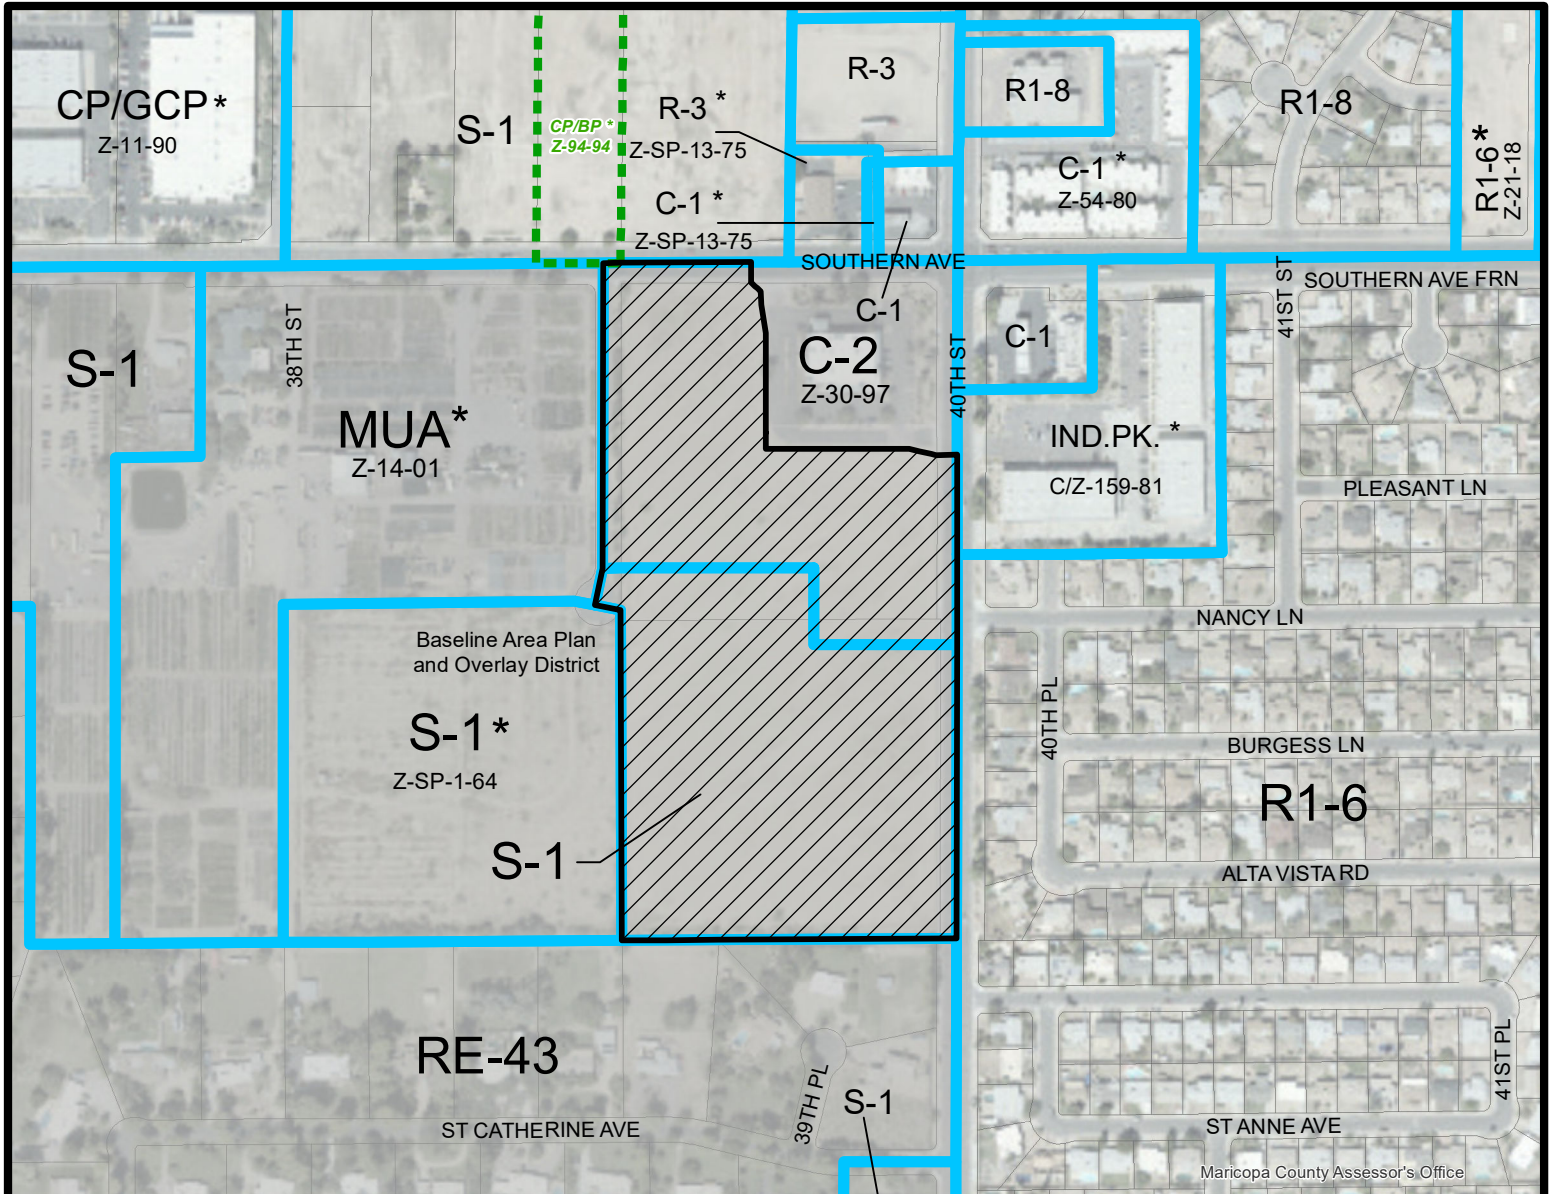 CP/GCP*
Z-11-90
S-1
CP/BP *
Z-94-94
R-3 *
Z-SP-13-75
C-1 *
Z-SP-13-75
R-3
R1-8
C-1 *
Z-54-80
R1-8
R1-6*
Z-21-18
SOUTHERN AVE
SOUTHERN AVE FRN
C-1
C-2
Z-30-97
40TH ST
C-1
41ST ST
S-1
38TH ST
MUA*
Z-14-01
IND.PK. *
C/Z-159-81
PLEASANT LN
NANCY LN
Baseline Area Plan
and Overlay District
S-1*
Z-SP-1-64
S-1
40TH PL
BURGESS LN
R1-6
ALTA VISTA RD
RE-43
39TH PL
S-1
41ST PL
ST CATHERINE AVE
ST ANNE AVE
Maricopa County Assessor's Office